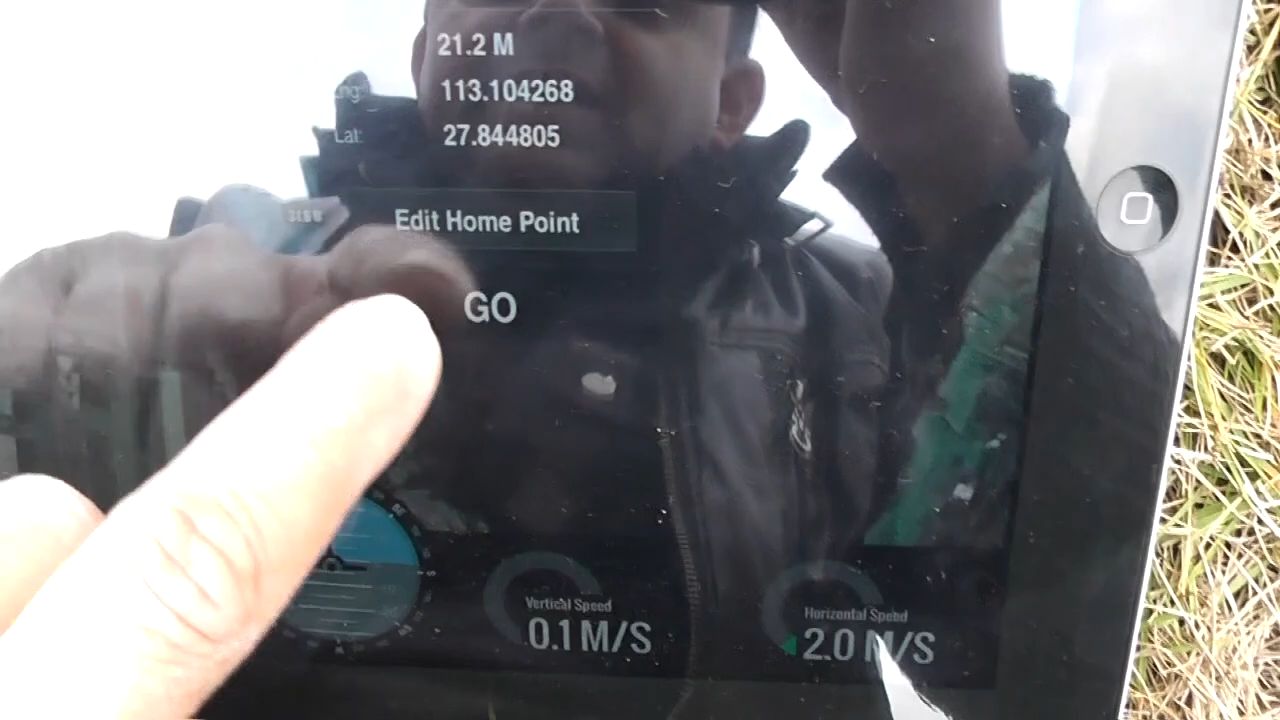 21.2 M
Lng: 113.104268
Lat: 27.844805
Edit Home Point
GO
Vertical Speed
0.1 M/S
Horizontal Speed
2.0 M/S